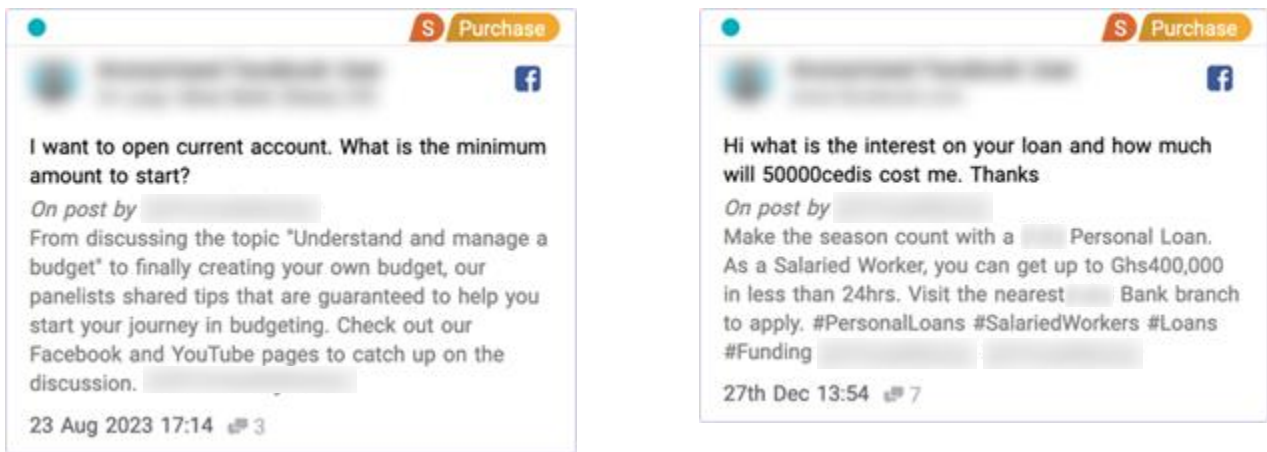 S Purchase
I want to open current account. What is the minimum
amount to start?
On post by
From discussing the topic "Understand and manage a
budget" to finally creating your own budget, our
panelists shared tips that are guaranteed to help you
start your journey in budgeting. Check out our
Facebook and YouTube pages to catch up on the
discussion.
23 Aug 2023 17:14 3
S Purchase
Hi what is the interest on your loan and how much
will 50000cedis cost me. Thanks
On post by
Make the season count with a Personal Loan.
As a Salaried Worker, you can get up to Ghs400,000
in less than 24hrs. Visit the nearest Bank branch
to apply. #PersonalLoans #SalariedWorkers #Loans
#Funding
27th Dec 13:54 7